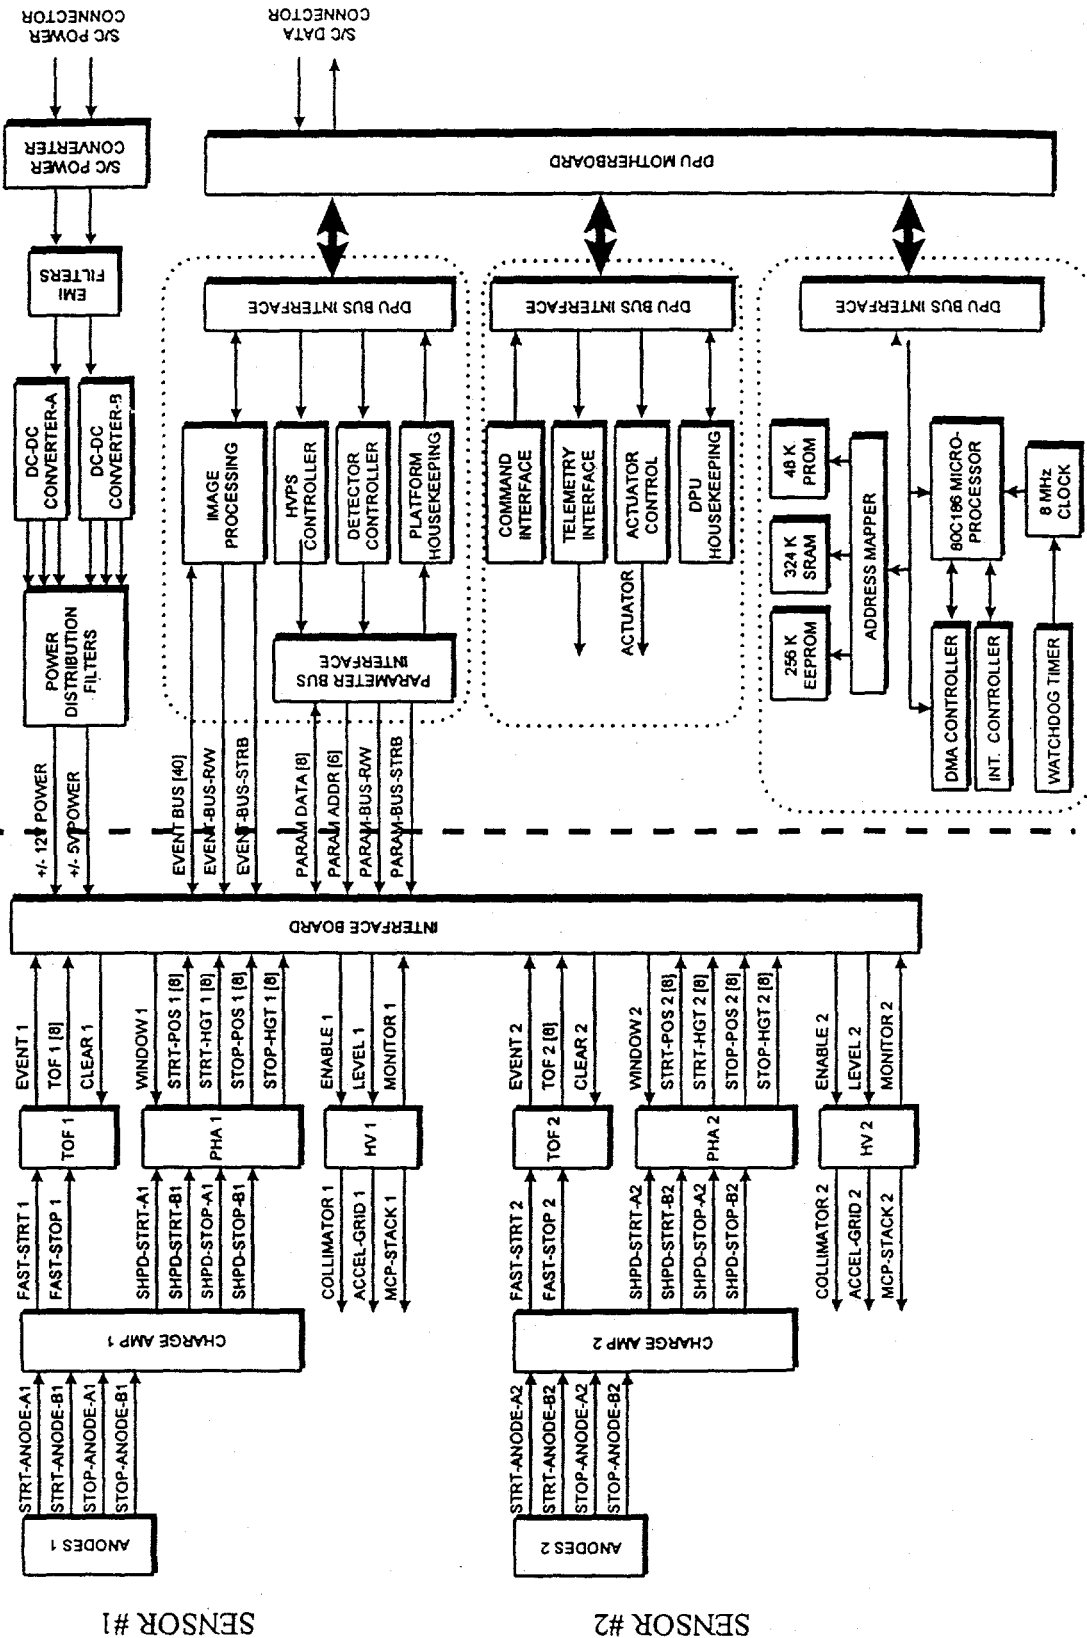 S/C POWER
CONNECTOR
S/C POWER
CONVERTER
EMI
FILTERS
DC-DC
CONVERTER-A
DC-DC
CONVERTER-B
POWER
DISTRIBUTION
FILTERS
+/- 12V POWER
+/- 5V POWER
S/C DATA
CONNECTOR
DPU MOTHERBOARD
DPU BUS INTERFACE
IMAGE
PROCESSING
HVPS
CONTROLLER
DETECTOR
CONTROLLER
PLATFORM
HOUSEKEEPING
PARAMETER BUS
INTERFACE
EVENT BUS [40]
EVENT-BUS-R/W
EVENT-BUS-STRB
PARAM DATA [8]
PARAM ADDR [6]
PARAM-BUS-R/W
PARAM-BUS-STRB
DPU BUS INTERFACE
COMMAND
INTERFACE
TELEMETRY
INTERFACE
ACTUATOR
CONTROL
DPU
HOUSEKEEPING
ACTUATOR
DPU BUS INTERFACE
48 K
PROM
324 K
SRAM
256 K
EEPROM
ADDRESS MAPPER
80C186 MICRO-
PROCESSOR
8 MHz
CLOCK
DMA CONTROLLER
INT. CONTROLLER
WATCHDOG TIMER
INTERFACE BOARD
EVENT 1
TOF 1 [8]
CLEAR 1
WINDOW 1
STRT-POS 1 [8]
STRT-HGT 1 [8]
STOP-POS 1 [8]
STOP-HGT 1 [8]
ENABLE 1
LEVEL 1
MONITOR 1
TOF 1
PHA 1
HV 1
FAST-STRT 1
FAST-STOP 1
SHPD-STRT-A1
SHPD-STRT-B1
SHPD-STOP-A1
SHPD-STOP-B1
COLLIMATOR 1
ACCEL-GRID 1
MCP-STACK 1
CHARGE AMP 1
STRT-ANODE-A1
STRT-ANODE-B1
STOP-ANODE-A1
STOP-ANODE-B1
ANODES 1
SENSOR #1
EVENT 2
TOF 2 [8]
CLEAR 2
WINDOW 2
STRT-POS 2 [8]
STRT-HGT 2 [8]
STOP-POS 2 [8]
STOP-HGT 2 [8]
ENABLE 2
LEVEL 2
MONITOR 2
TOF 2
PHA 2
HV 2
FAST-STRT 2
FAST-STOP 2
SHPD-STRT-A2
SHPD-STRT-B2
SHPD-STOP-A2
SHPD-STOP-B2
COLLIMATOR 2
ACCEL-GRID 2
MCP-STACK 2
CHARGE AMP 2
STRT-ANODE-A2
STRT-ANODE-B2
STOP-ANODE-A2
STOP-ANODE-B2
ANODES 2
SENSOR #2